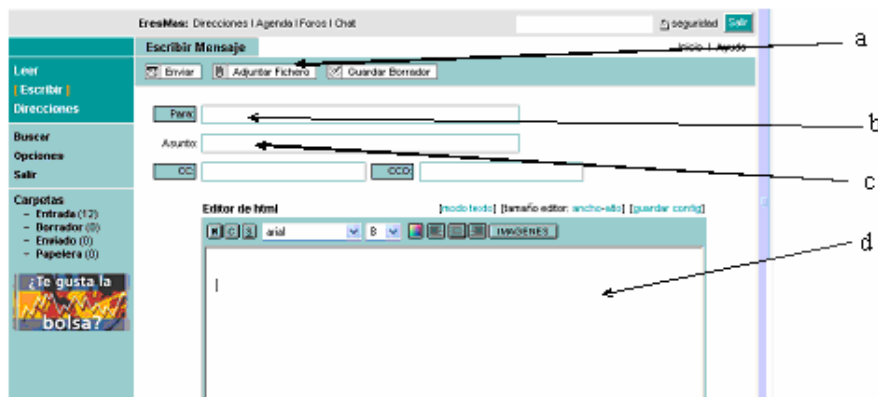 EresMas: Direcciones | Agenda | Foros | Chat
seguridad Salir
Escribir Mensaje
Inicio | Ayuda
a
Leer
[ Escribir ]
Direcciones
Enviar Adjuntar Fichero Guardar Borrador
Para:
b
Buscar
Opciones
Salir
Asunto:
CC: CCO:
c
Carpetas
– Entrada (12)
– Borrador (0)
– Enviado (0)
– Papelera (0)
Editor de html [modo texto] [tamaño editor: ancho-alto] [guardar config]
N C S arial 8 IMAGENES
d
¿Te gusta la
bolsa?